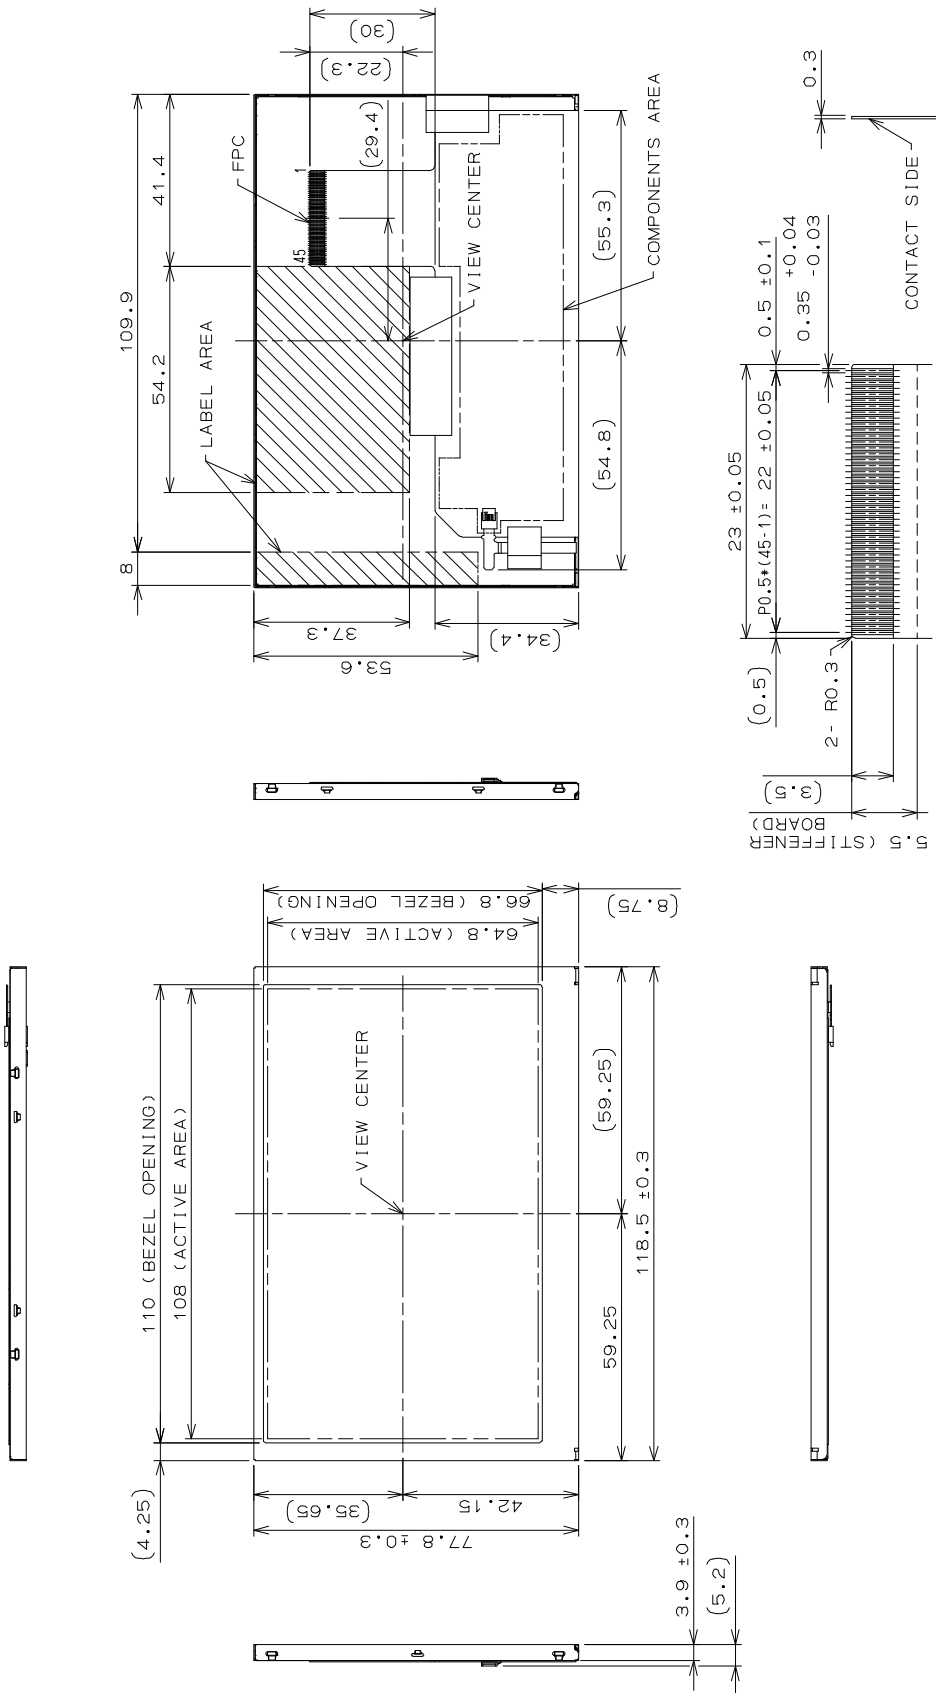 (30)
(22.3)
(29.4)
109.9
41.4
54.2
8
FPC
1
45
LABEL AREA
VIEW CENTER
COMPONENTS AREA
(55.3)
(54.8)
37.3
53.6
(34.4)
0.3
CONTACT SIDE
0.5 ±0.1
+0.04
0.35 -0.03
23 ±0.05
P0.5*(45-1)= 22 ±0.05
(0.5)
2- R0.3
(3.5)
5.5 (STIFFENER
BOARD)
66.8 (BEZEL OPENING)
64.8 (ACTIVE AREA)
(8.75)
110 (BEZEL OPENING)
108 (ACTIVE AREA)
VIEW CENTER
(59.25)
59.25
118.5 ±0.3
(4.25)
(35.65)
42.15
77.8 ±0.3
3.9 ±0.3
(5.2)